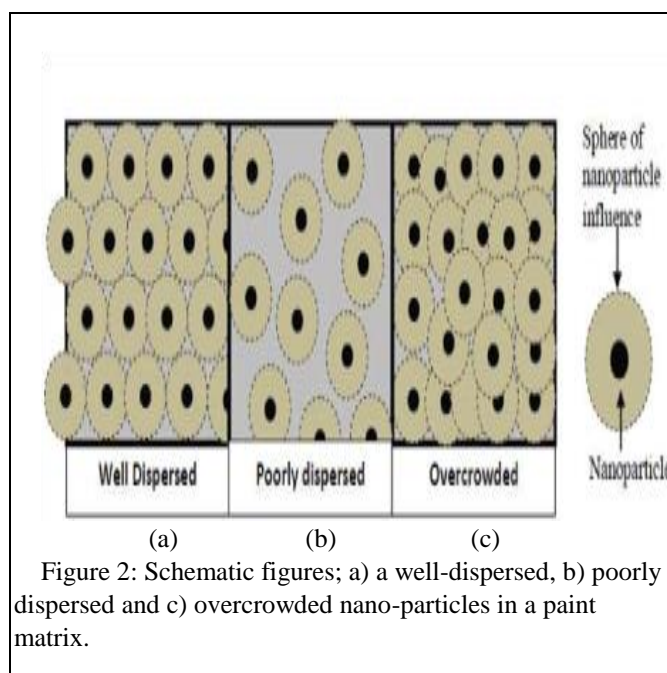 Sphere of
nanoparticle
influence
Nanoparticle
Well Dispersed
Poorly dispersed
Overcrowded
(a)
(b)
(c)
Figure 2: Schematic figures; a) a well-dispersed, b) poorly
dispersed and c) overcrowded nano-particles in a paint
matrix.